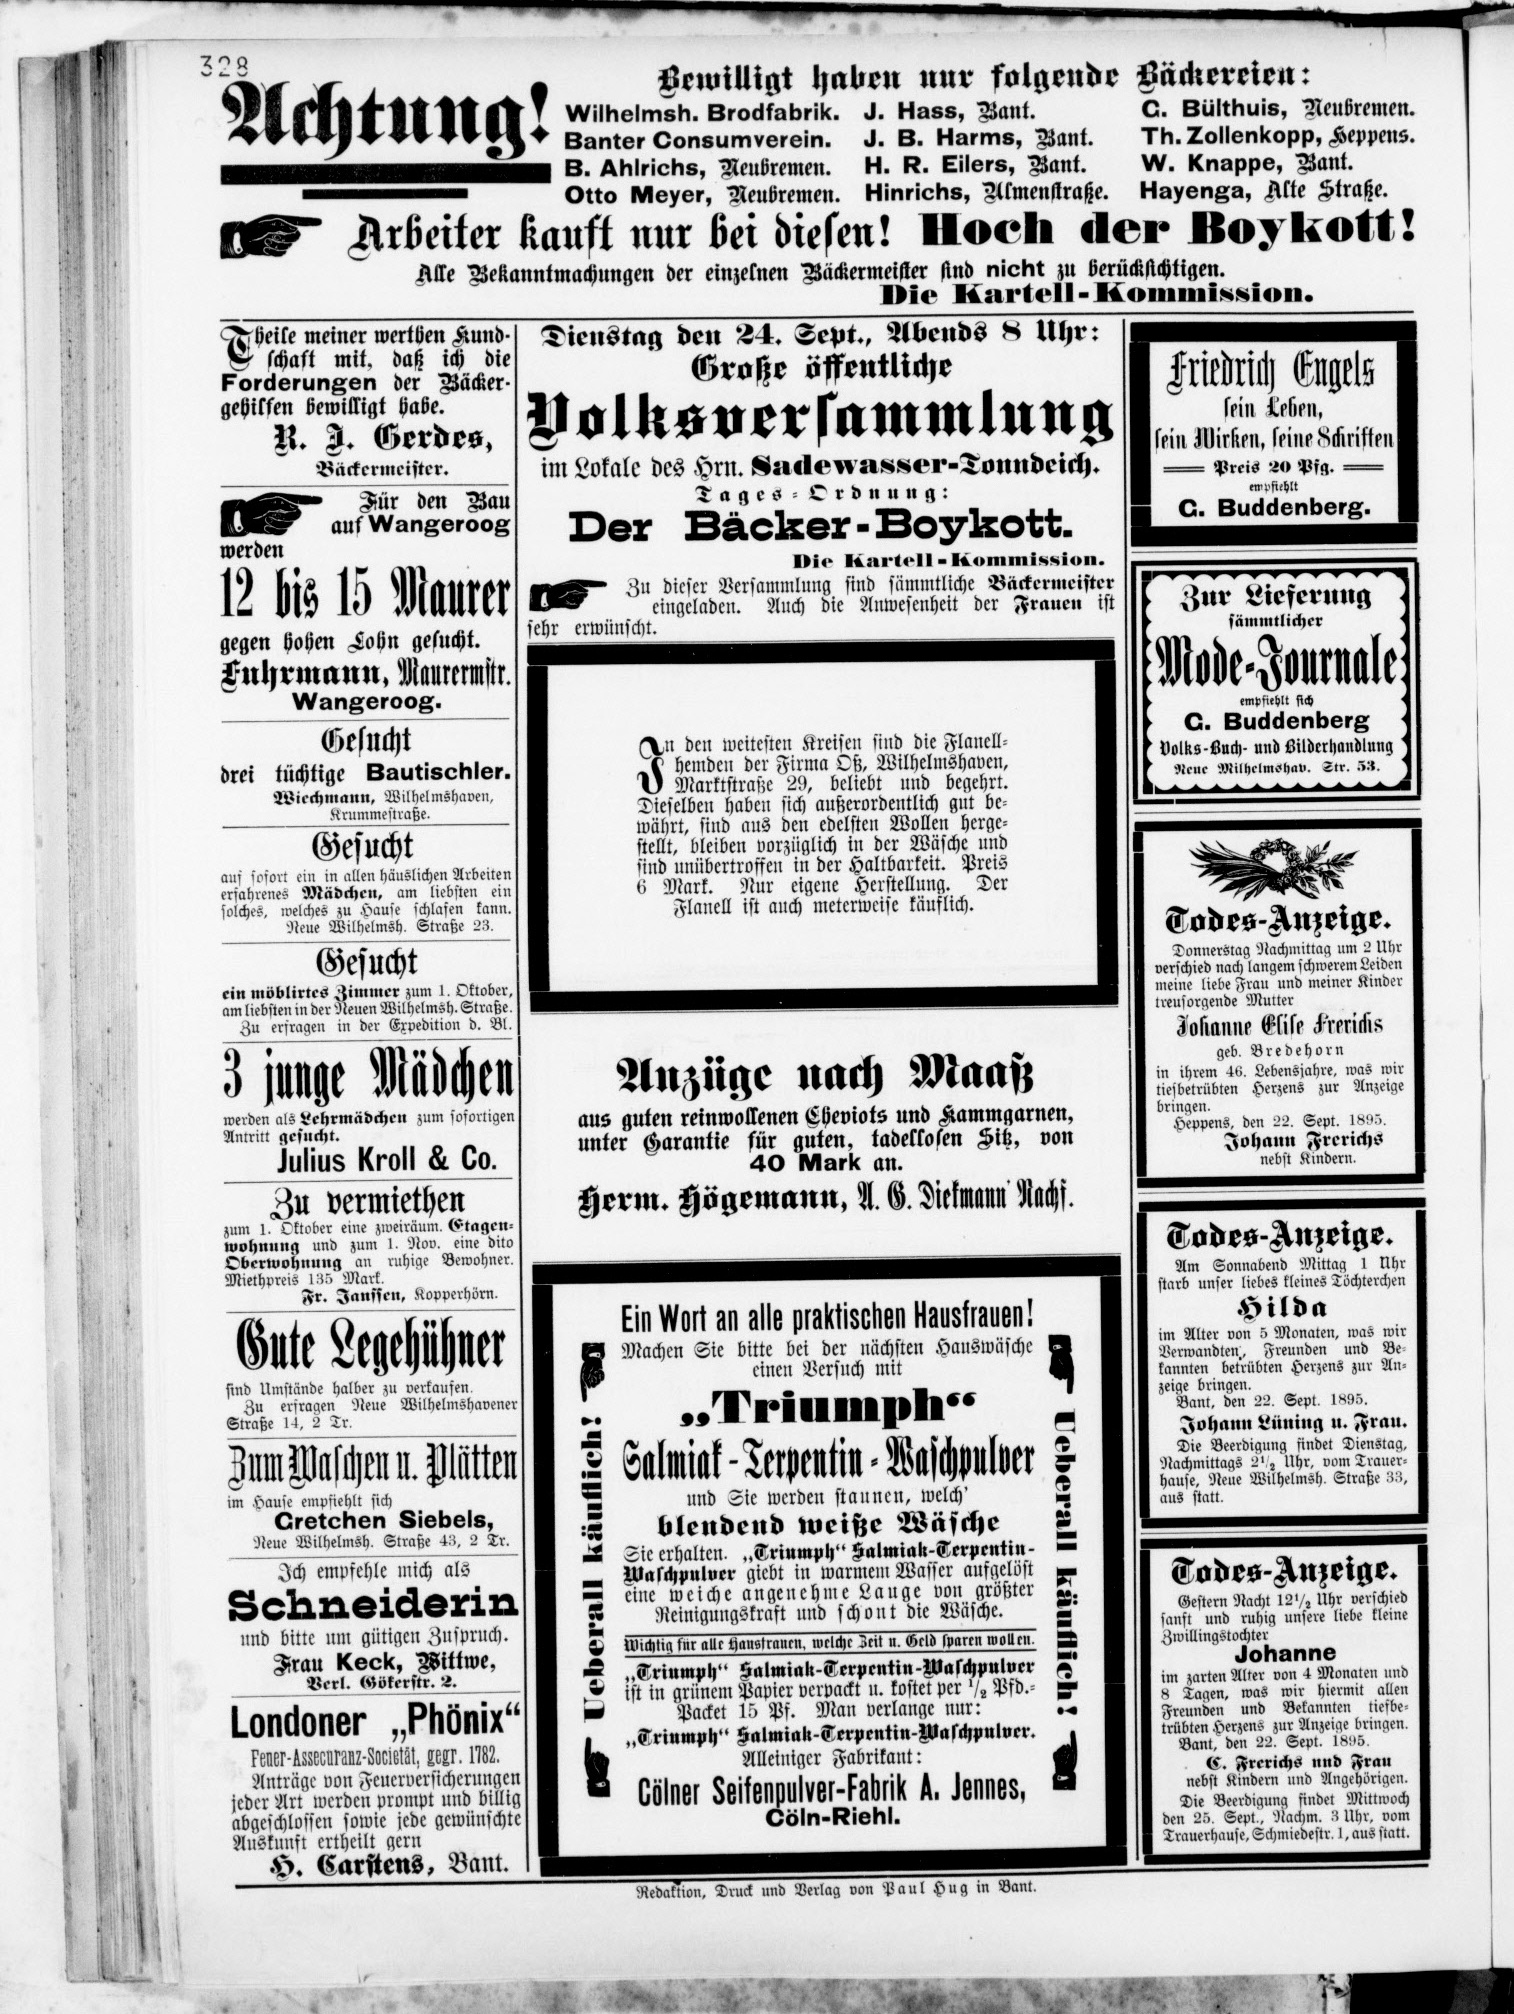 328
Achtung!
Bewilligt haben nur folgende Bäckereien:
Wilhelmsh. Brodfabrik.
Banter Consumverein.
B. Ahlrichs, Neubremen.
Otto Meyer, Neubremen.
J. Hass, Bant.
J. B. Harms, Bant.
H. R. Eilers, Bant.
Hinrichs, Ulmenstraße.
C. Bülthuis, Neubremen.
Th. Zollenkopp, Heppens.
W. Knappe, Bant.
Hayenga, Alte Straße.
Arbeiter kauft nur bei diesen! Hoch der Boykott!
Alle Bekanntmachungen der einzelnen Bäckermeister sind nicht zu berücksichtigen.
Die Kartell-Kommission.
Theile meiner werthen Kund-
schaft mit, daß ich die
Forderungen der Bäcker-
gehilfen bewilligt habe.
R. J. Gerdes,
Bäckermeister.
Für den Bau
auf Wangeroog
werden
12 bis 15 Maurer
gegen hohen Lohn gesucht.
Fuhrmann, Maurermstr.
Wangeroog.
Gesucht
drei tüchtige Bautischler.
Wiechmann, Wilhelmshaven,
Krummestraße.
Gesucht
auf sofort ein in allen häuslichen Arbeiten
erfahrenes Mädchen, am liebsten ein
solches, welches zu Hause schlafen kann.
Neue Wilhelmsh. Straße 23.
Gesucht
ein möblirtes Zimmer zum 1. Oktober,
am liebsten in der Neuen Wilhelmsh. Straße.
Zu erfragen in der Expedition d. Bl.
3 junge Mädchen
werden als Lehrmädchen zum sofortigen
Antritt gesucht.
Julius Kroll & Co.
Zu vermiethen
zum 1. Oktober eine zweiräum. Etagen-
wohnung und zum 1. Nov. eine dito
Oberwohnung an ruhige Bewohner.
Miethpreis 135 Mark.
Fr. Janssen, Kopperhörn.
Gute Legehühner
sind Umstände halber zu verkaufen.
Zu erfragen Neue Wilhelmshavener
Straße 14, 2 Tr.
Zum Waschen u. Plätten
im Hause empfiehlt sich
Gretchen Siebels,
Neue Wilhelmsh. Straße 43, 2 Tr.
Ich empfehle mich als
Schneiderin
und bitte um gütigen Zuspruch.
Frau Keck, Wittwe,
Verl. Gökerstr. 2.
Londoner „Phönix“
Feuer-Assecuranz-Societät, gegr. 1782.
Anträge von Feuerversicherungen
jeder Art werden prompt und billig
abgeschlossen sowie jede gewünschte
Auskunft ertheilt gern
H. Carstens, Bant.
Dienstag den 24. Sept., Abends 8 Uhr:
Große öffentliche
Volksversammlung
im Lokale des Hrn. Sadewasser-Tonndeich.
Tages-Ordnung:
Der Bäcker-Boykott.
Die Kartell-Kommission.
Zu dieser Versammlung sind sämmtliche Bäckermeister
eingeladen. Auch die Anwesenheit der Frauen ist
sehr erwünscht.
In den weitesten Kreisen sind die Flanell-
hemden der Firma Oß, Wilhelmshaven,
Marktstraße 29, beliebt und begehrt.
Dieselben haben sich außerordentlich gut be-
währt, sind aus den edelsten Wollen herge-
stellt, bleiben vorzüglich in der Wäsche und
sind unübertroffen in der Haltbarkeit. Preis
6 Mark. Nur eigene Herstellung. Der
Flanell ist auch meterweise käuflich.
Anzüge nach Maaß
aus guten reinwollenen Cheviots und Kammgarnen,
unter Garantie für guten, tadellosen Sitz, von
40 Mark an.
Herm. Högemann, A. G. Diekmann Nachf.
Ein Wort an alle praktischen Hausfrauen!
Machen Sie bitte bei der nächsten Hauswäsche
einen Versuch mit
„Triumph“
Salmiak-Terpentin-Waschpulver
und Sie werden staunen, welch'
blendend weiße Wäsche
Sie erhalten. „Triumph“ Salmiak-Terpentin-
Waschpulver giebt in warmem Wasser aufgelöst
eine weiche angenehme Lauge von größter
Reinigungskraft und schont die Wäsche.
Wichtig für alle Hausfrauen, welche Zeit u. Geld sparen wollen.
„Triumph“ Salmiak-Terpentin-Waschpulver
ist in grünem Papier verpackt u. kostet per 1/2 Pfd.-
Packet 15 Pf. Man verlange nur:
„Triumph“ Salmiak-Terpentin-Waschpulver.
Alleiniger Fabrikant:
Cölner Seifenpulver-Fabrik A. Jennes,
Cöln-Riehl.
Ueberall käuflich!
Ueberall käuflich!
Friedrich Engels
sein Leben,
sein Wirken, seine Schriften
Preis 20 Pfg.
empfiehlt
G. Buddenberg.
Zur Lieferung
sämmtlicher
Mode-Journale
empfiehlt sich
G. Buddenberg
Volks-Buch- und Bilderhandlung
Neue Wilhelmshav. Str. 53.
Todes-Anzeige.
Donnerstag Nachmittag um 2 Uhr
verschied nach langem schwerem Leiden
meine liebe Frau und meiner Kinder
treusorgende Mutter
Johanne Elise Frerichs
geb. Bredehorn
in ihrem 46. Lebensjahre, was wir
tiefbetrübten Herzens zur Anzeige
bringen.
Heppens, den 22. Sept. 1895.
Johann Frerichs
nebst Kindern.
Todes-Anzeige.
Am Sonnabend Mittag 1 Uhr
starb unser liebes kleines Töchterchen
Hilda
im Alter von 5 Monaten, was wir
Verwandten, Freunden und Be-
kannten betrübten Herzens zur An-
zeige bringen.
Bant, den 22. Sept. 1895.
Johann Lüning u. Frau.
Die Beerdigung findet Dienstag,
Nachmittags 2 1/2 Uhr, vom Trauer-
hause, Neue Wilhelmsh. Straße 33,
aus statt.
Todes-Anzeige.
Gestern Nacht 12 1/2 Uhr verschied
sanft und ruhig unsere liebe kleine
Zwillingstochter
Johanne
im zarten Alter von 4 Monaten und
8 Tagen, was wir hiermit allen
Freunden und Bekannten tiefbe-
trübten Herzens zur Anzeige bringen.
Bant, den 22. Sept. 1895.
C. Frerichs und Frau
nebst Kindern und Angehörigen.
Die Beerdigung findet Mittwoch
den 25. Sept., Nachm. 3 Uhr, vom
Trauerhause, Schmiedestr. 1, aus statt.
Redaktion, Druck und Verlag von Paul Hug in Bant.